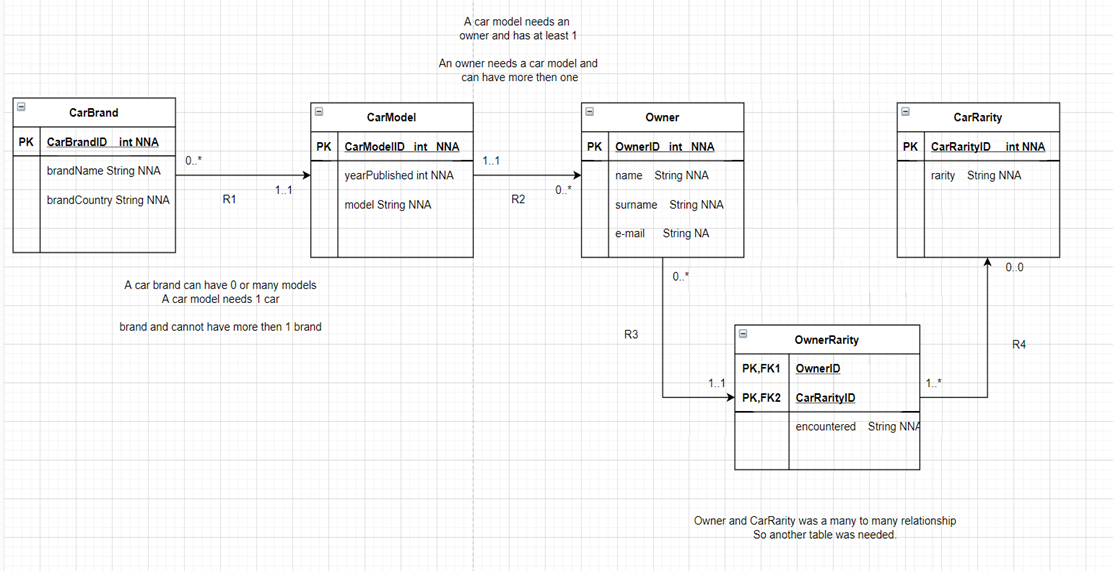 A car model needs an
owner and has at least 1
An owner needs a car model and
can have more then one
CarBrand
PK CarBrandID int NNA
brandName String NNA
brandCountry String NNA
0..*
1..1
R1
CarModel
PK CarModelID int NNA
yearPublished int NNA
model String NNA
1..1
0..*
R2
Owner
PK OwnerID int NNA
name String NNA
surname String NNA
e-mail String NA
CarRarity
PK CarRarityID int NNA
rarity String NNA
A car brand can have 0 or many models
A car model needs 1 car
brand and cannot have more then 1 brand
0..*
R3
1..1
0..0
R4
1..*
OwnerRarity
PK,FK1 OwnerID
PK,FK2 CarRarityID
encountered String NNA
Owner and CarRarity was a many to many relationship
So another table was needed.